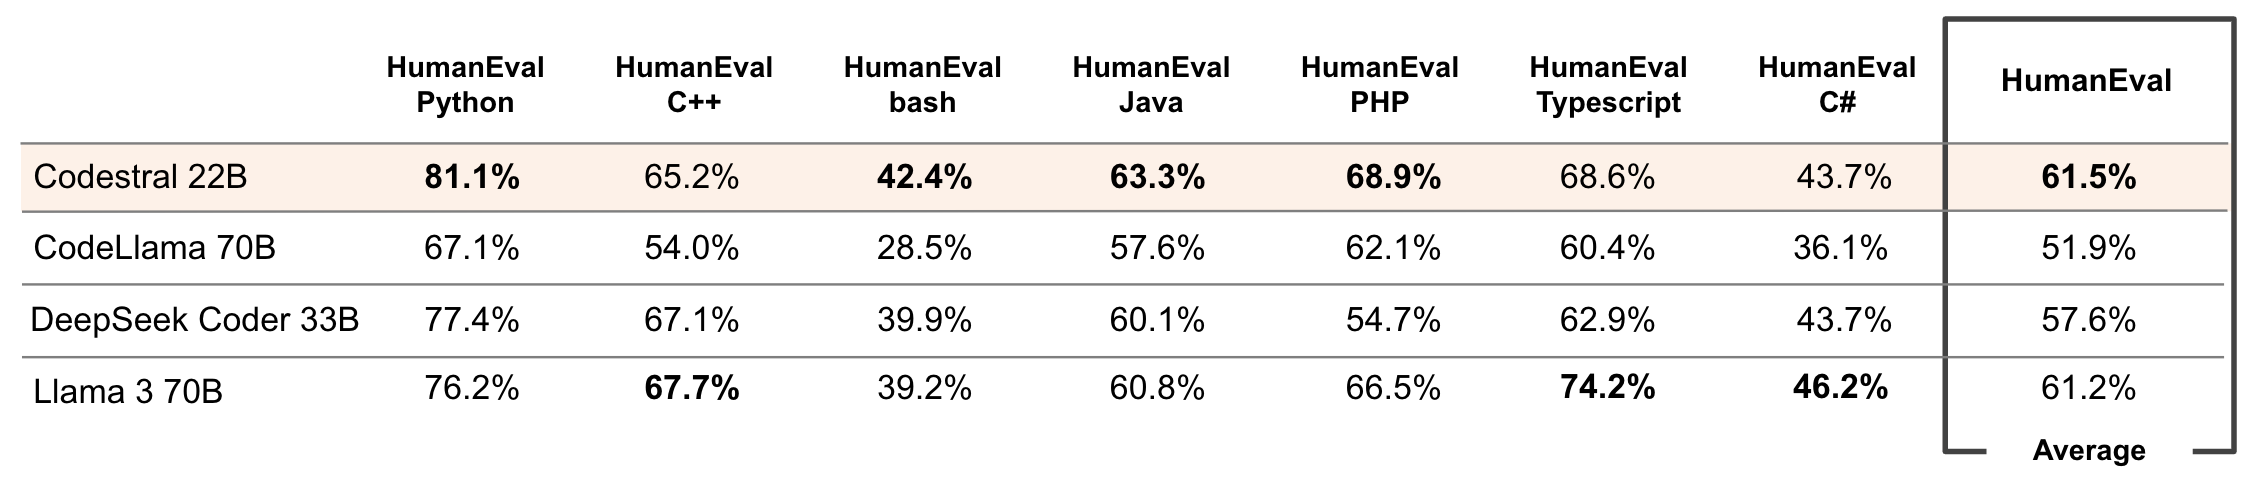 HumanEval Python HumanEval C++ HumanEval bash HumanEval Java HumanEval PHP HumanEval Typescript HumanEval C# HumanEval
Codestral 22B 81.1% 65.2% 42.4% 63.3% 68.9% 68.6% 43.7% 61.5%
CodeLlama 70B 67.1% 54.0% 28.5% 57.6% 62.1% 60.4% 36.1% 51.9%
DeepSeek Coder 33B 77.4% 67.1% 39.9% 60.1% 54.7% 62.9% 43.7% 57.6%
Llama 3 70B 76.2% 67.7% 39.2% 60.8% 66.5% 74.2% 46.2% 61.2%
Average